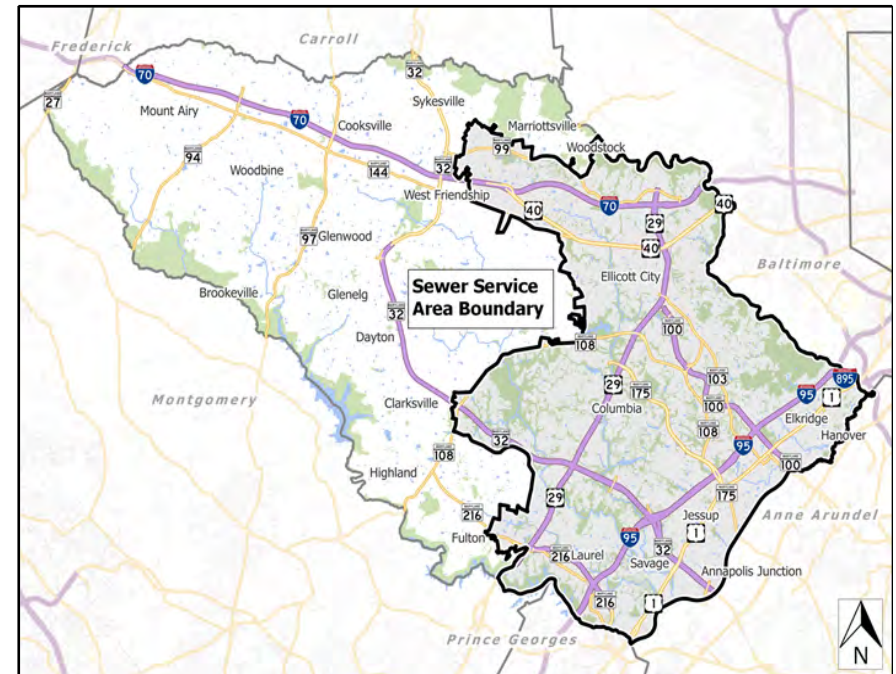 Frederick
Carroll
70
32
27
Mount Airy
Sykesville
70
Cooksville
Marriottsville
99
Woodstock
94
Woodbine
144
32
West Friendship
70
40
29
40
97
Glenwood
40
Ellicott City
Baltimore
Brookeville
Glenelg
Sewer Service
Area Boundary
32
Dayton
108
100
29
175
103
95
895
1
Montgomery
Clarksville
Columbia
100
Elkridge
Hanover
32
108
95
100
Highland
108
29
175
216
Jessup
Anne Arundel
Fulton
95
1
216
Laurel
32
Savage
Annapolis Junction
216
1
Prince Georges
N